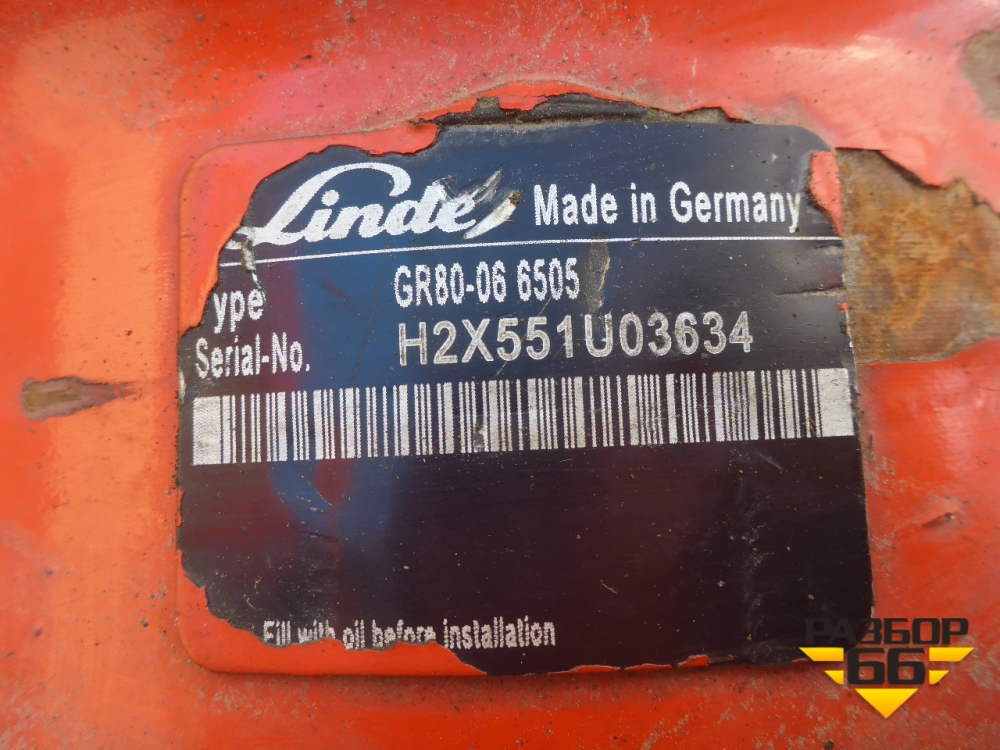 Linde Made in Germany
ype GR80-06 6505
Serial-No. H2X551U03634
Fill with oil before installation
РАЗБОР
66